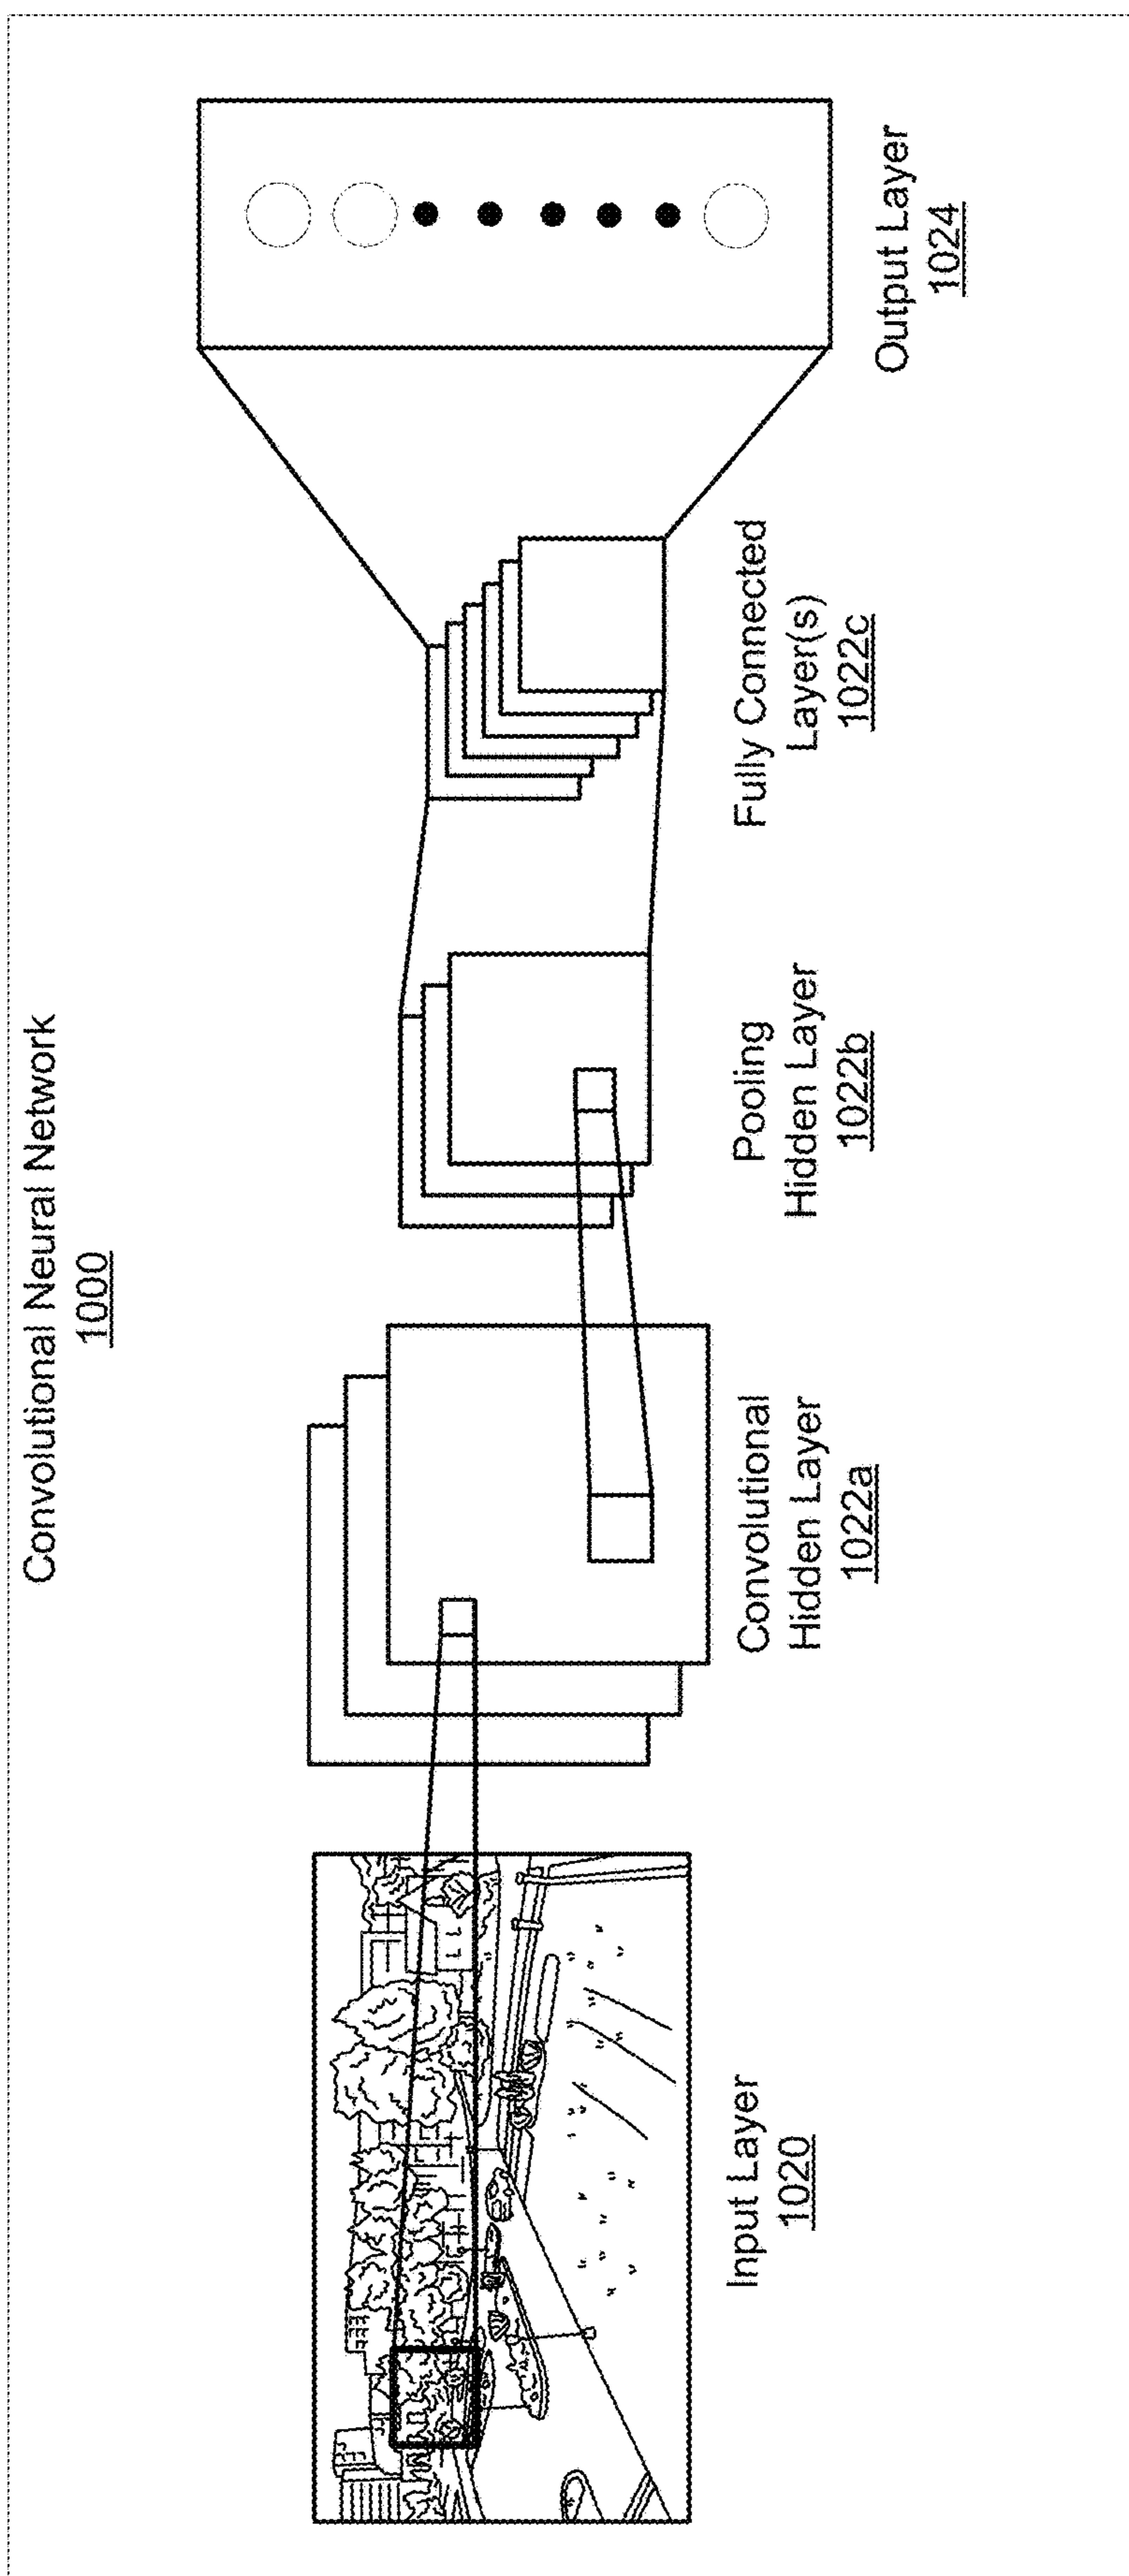 Convolutional Neural Network
1000
Input Layer
1020
Convolutional
Hidden Layer
1022a
Pooling
Hidden Layer
1022b
Fully Connected
Layer(s)
1022c
Output Layer
1024